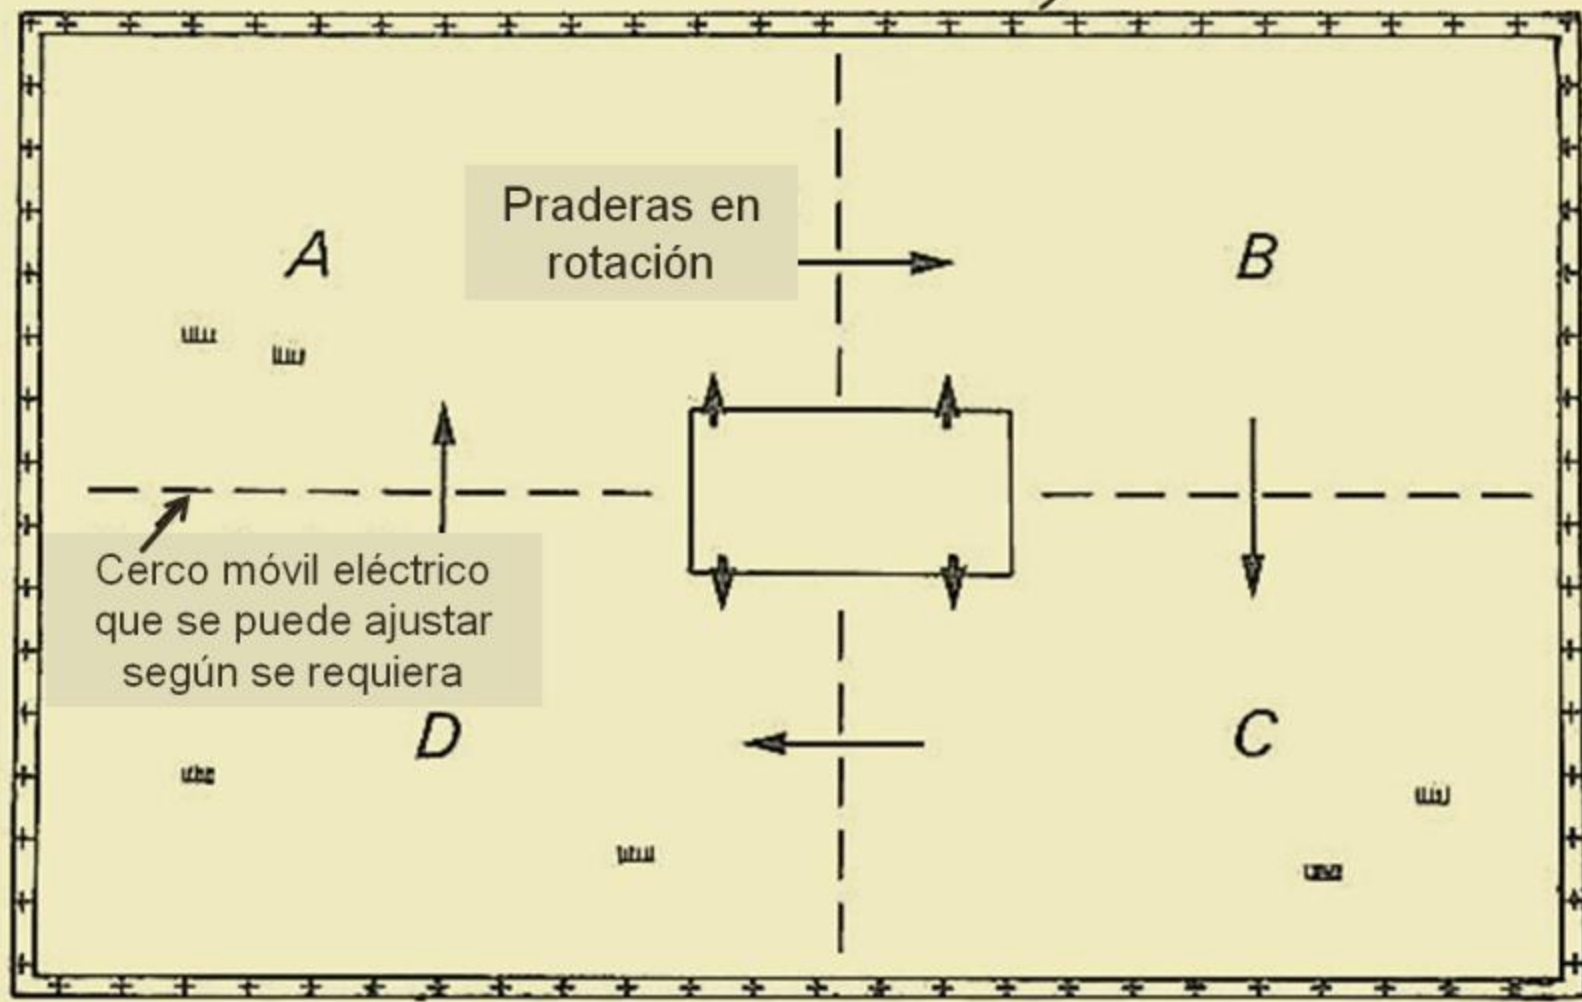 Praderas en
rotación
A
B
Cerco móvil eléctrico
que se puede ajustar
según se requiera
D
C